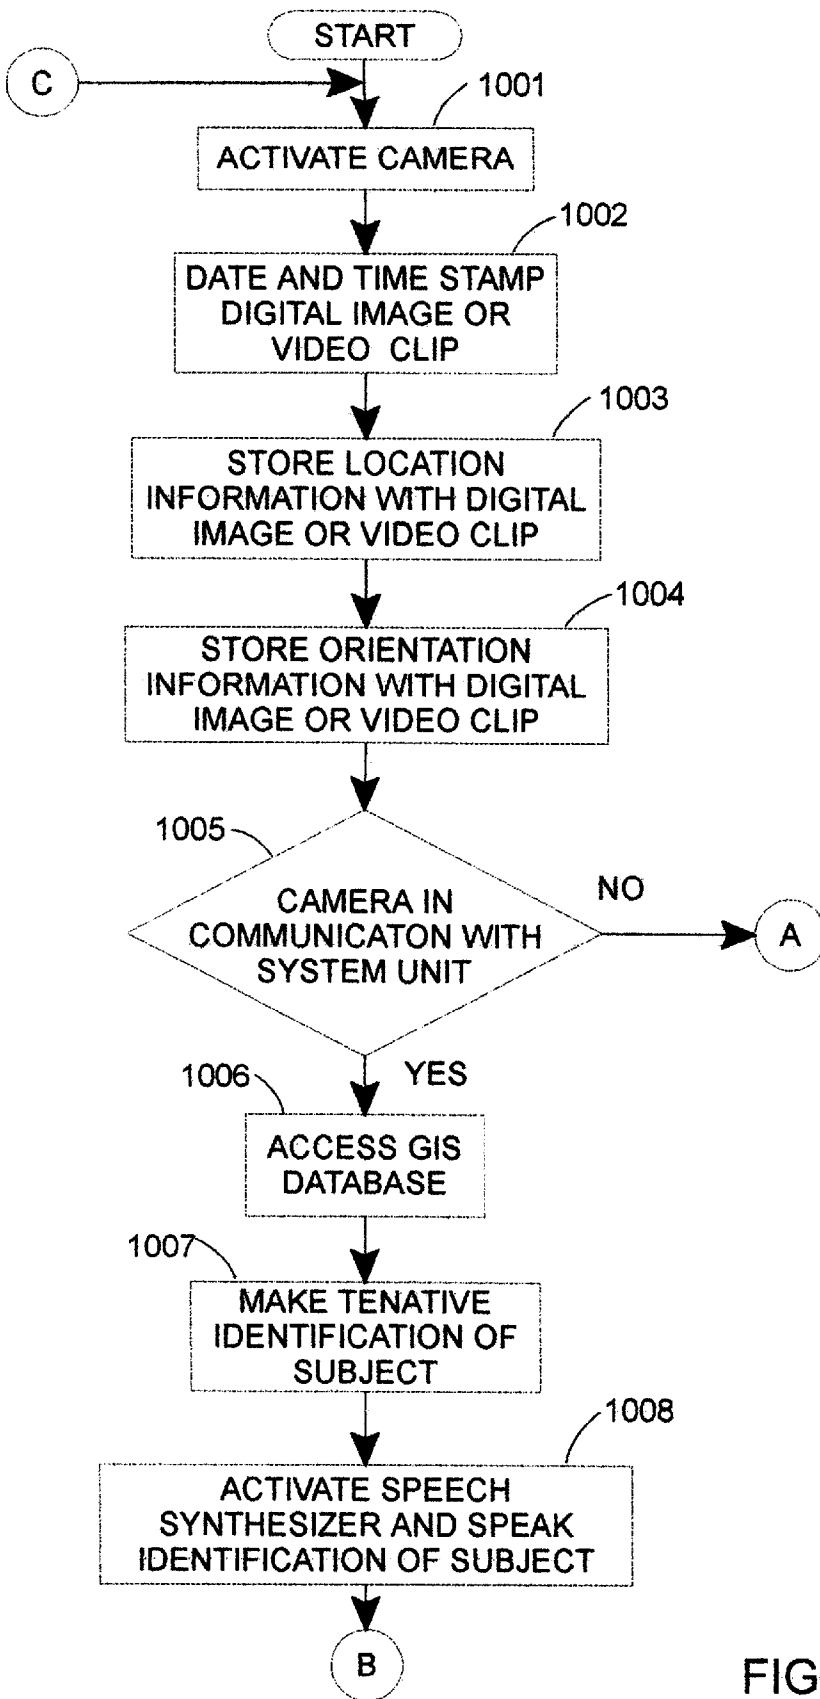 START
C
1001
ACTIVATE CAMERA
1002
DATE AND TIME STAMP
DIGITAL IMAGE OR
VIDEO CLIP
1003
STORE LOCATION
INFORMATION WITH DIGITAL
IMAGE OR VIDEO CLIP
1004
STORE ORIENTATION
INFORMATION WITH DIGITAL
IMAGE OR VIDEO CLIP
1005
CAMERA IN
COMMUNICATON WITH
SYSTEM UNIT
NO
A
YES
1006
ACCESS GIS
DATABASE
1007
MAKE TENATIVE
IDENTIFICATION OF
SUBJECT
1008
ACTIVATE SPEECH
SYNTHESIZER AND SPEAK
IDENTIFICATION OF SUBJECT
B
FIG